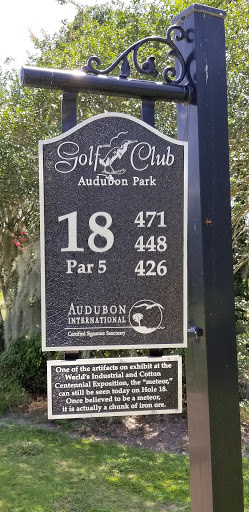 Golf Club
Audubon Park
18
471
448
Par 5
426
AUDUBON
INTERNATIONAL
Certified Signature Sanctuary
One of the artifacts on exhibit at the
World's Industrial and Cotton
Centennial Exposition, the "meteor,"
can still be seen today on Hole 18.
Once believed to be a meteor,
it is actually a chunk of iron ore.